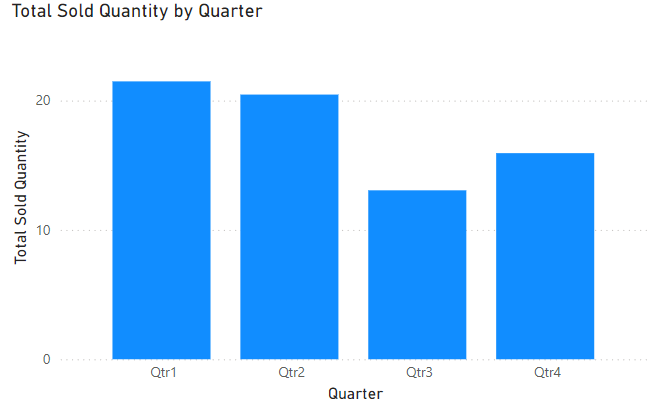 Total Sold Quantity by Quarter
Total Sold Quantity
20
10
0
Qtr1 Qtr2 Qtr3 Qtr4
Quarter